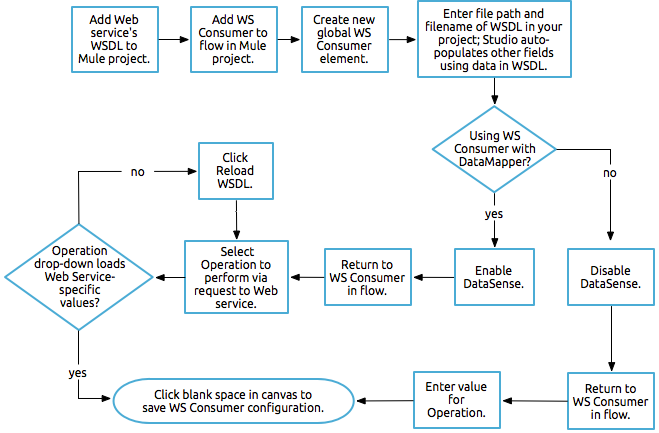 Add Web
service's
WSDL to
Mule project.
Add WS
Consumer to
flow in Mule
project.
Create new
global WS
Consumer
element.
Enter file path and
filename of WSDL in your
project; Studio auto-
populates other fields
using data in WSDL.
Using WS
Consumer with
DataMapper?
no
yes
Click
Reload
WSDL.
no
Operation
drop-down loads
Web Service-
specific
values?
Select
Operation to
perform via
request to Web
service.
Return to
WS Consumer
in flow.
Enable
DataSense.
Disable
DataSense.
yes
Click blank space in canvas to
save WS Consumer configuration.
Enter value
for
Operation.
Return to
WS Consumer
in flow.